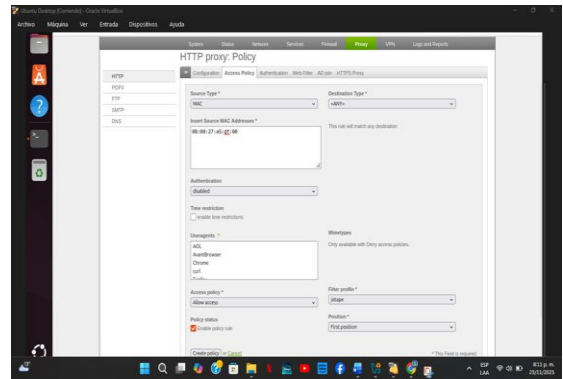 Ubuntu Desktop [Corriendo] - Oracle VirtualBox
Archivo Máquina Ver Entrada Dispositivos Ayuda
System Status Network Services Firewall Proxy VPN Logs and Reports
HTTP proxy: Policy
Configuration Access Policy Authentication Web Filter AD join HTTPS Proxy
HTTP
POP3
FTP
SMTP
DNS
Source Type * Destination Type *
MAC <ANY>
Insert Source MAC Addresses * This rule will match any destination
Authentication
disabled
Time restriction
enable time restrictions
Useragents * Mimetypes
AOL Only available with Deny access policies.
AvantBrowser
Chrome
curl
Access policy * Filter profile *
Allow access
Policy status Position *
Enable policy rule First position
Create policy or Cancel * This Field is required.
ESP 8:11 p. m.
LAA 23/11/2025